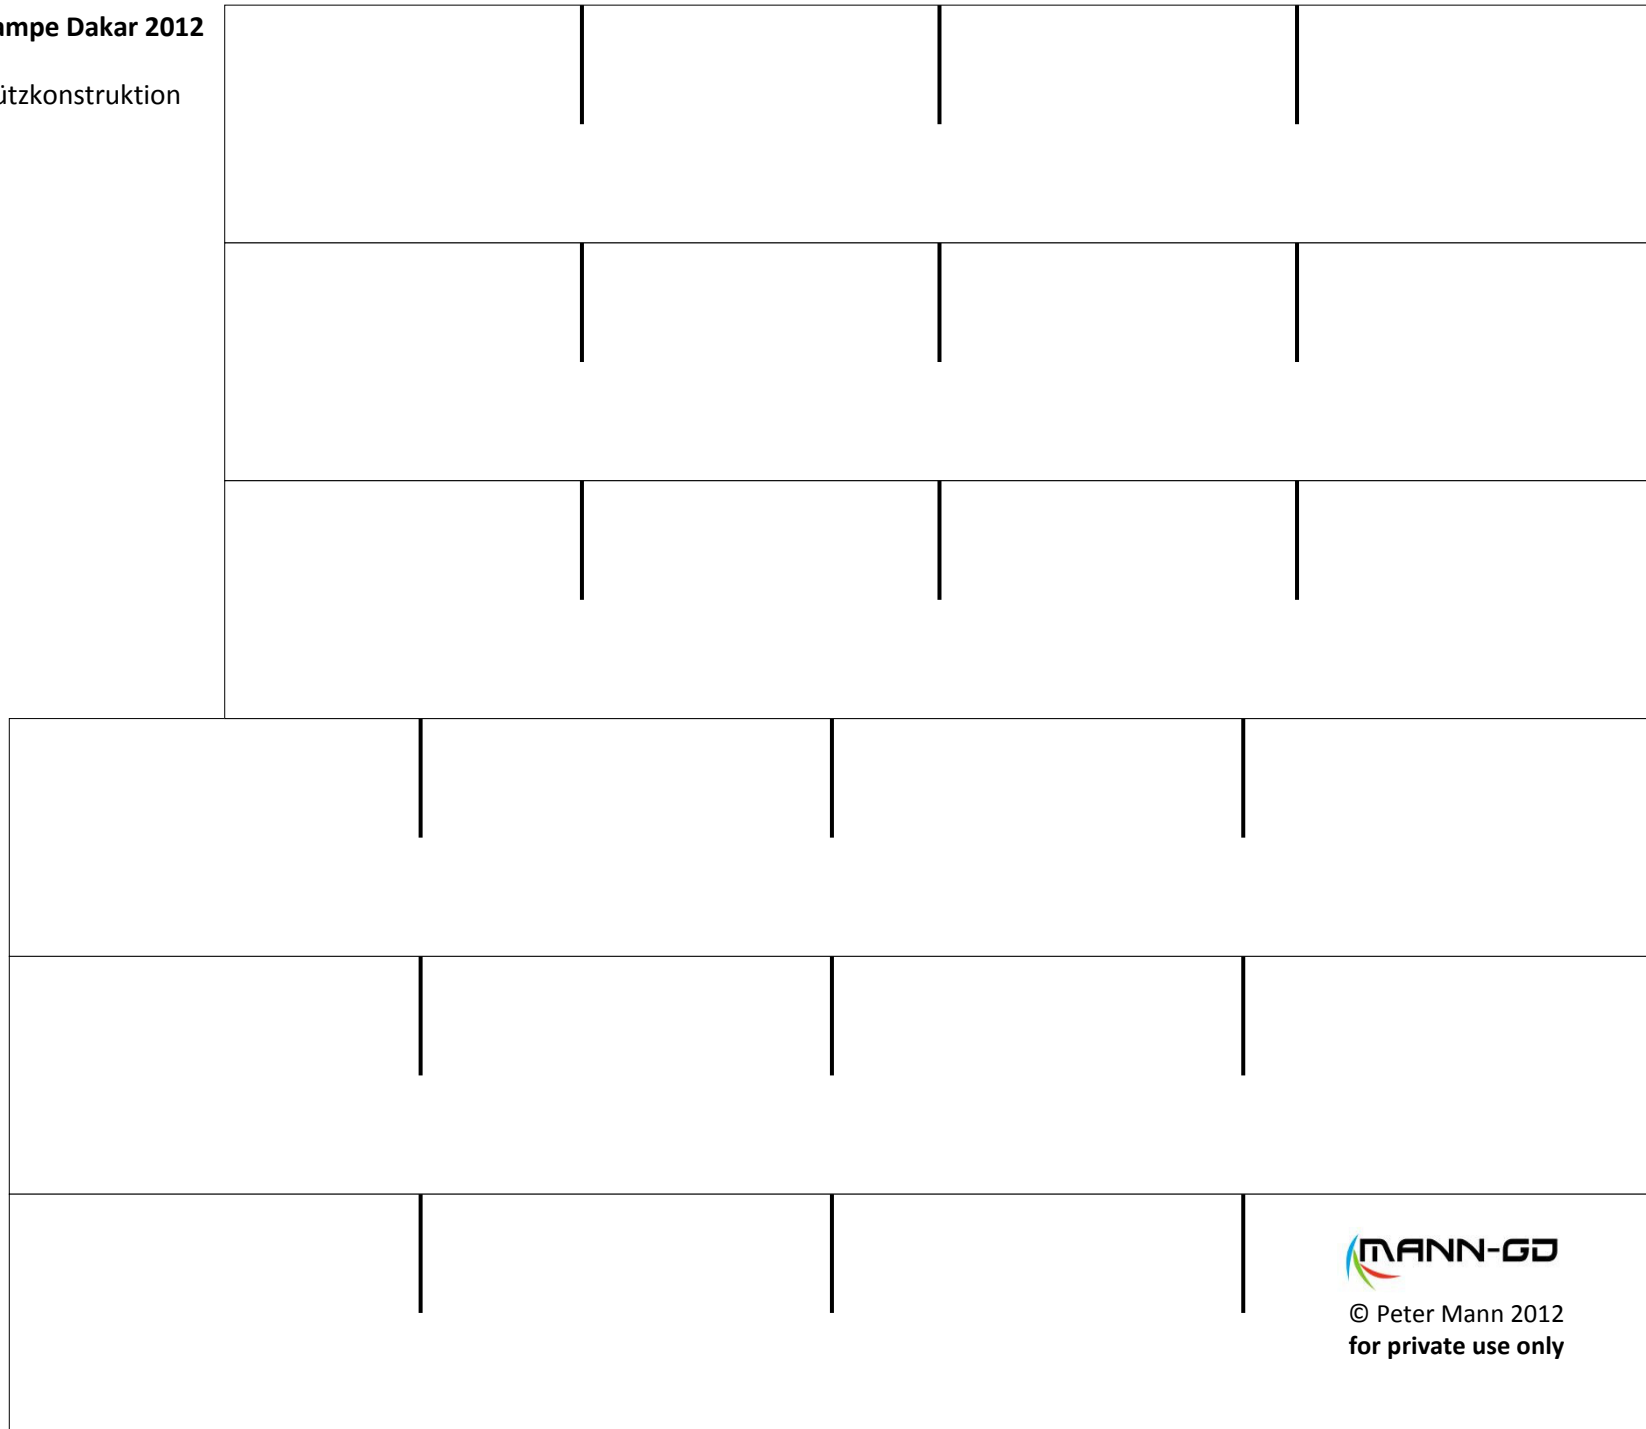 ampe Dakar 2012
ützkonstruktion
MANN-GD
© Peter Mann 2012
for private use only